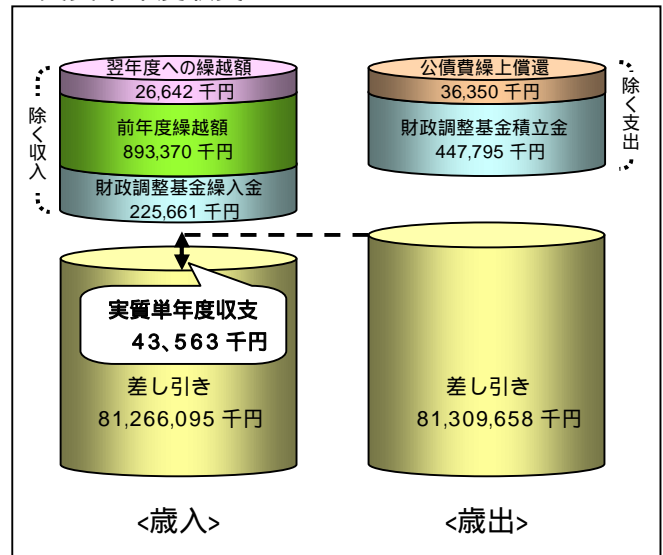 翌年度への繰越額
26,642 千円
前年度繰越額
893,370 千円
財政調整基金繰入金
225,661 千円
除く収入
公債費繰上償還
36,350 千円
財政調整基金積立金
447,795 千円
除く支出
実質単年度収支
43、563 千円
差し引き
81,266,095 千円
差し引き
81,309,658 千円
<歳入>
<歳出>